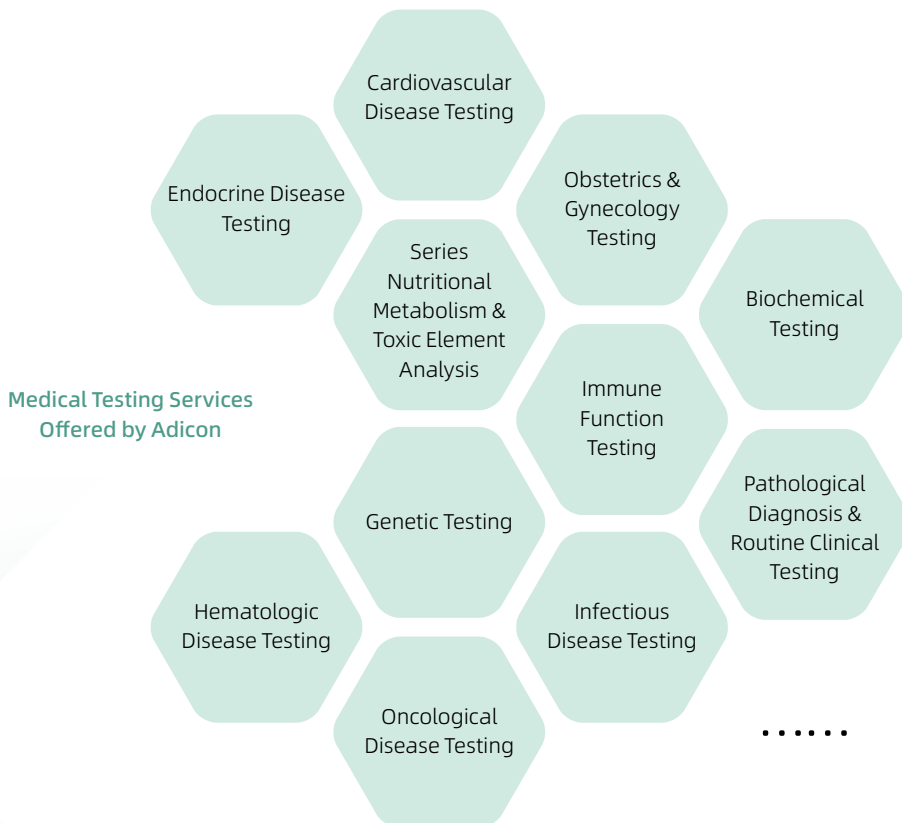 Cardiovascular
Disease Testing
Endocrine Disease
Testing
Obstetrics &
Gynecology
Testing
Series
Nutritional
Metabolism &
Toxic Element
Analysis
Biochemical
Testing
Medical Testing Services
Offered by Adicon
Immune
Function
Testing
Genetic Testing
Pathological
Diagnosis &
Routine Clinical
Testing
Hematologic
Disease Testing
Infectious
Disease Testing
Oncological
Disease Testing
······